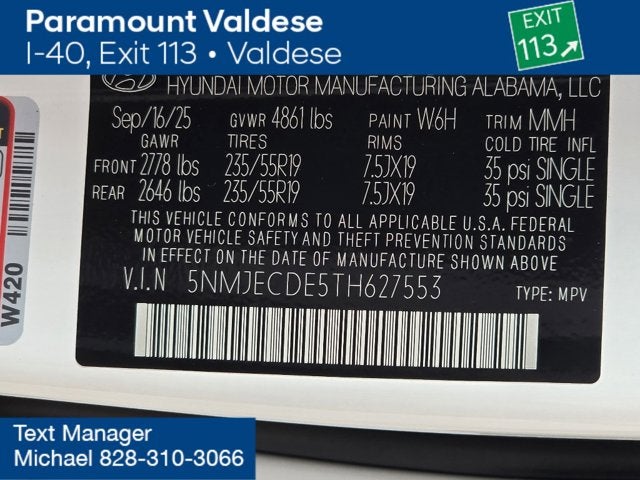 Paramount Valdese
I-40, Exit 113 • Valdese
EXIT
113
HYUNDAI MOTOR MANUFACTURING ALABAMA, LLC
Sep/16/25 GVWR 4861 lbs PAINT W6H TRIM MMH
GAWR TIRES RIMS COLD TIRE INFL
FRONT 2778 lbs 235/55R19 7.5JX19 35 psi SINGLE
REAR 2646 lbs 235/55R19 7.5JX19 35 psi SINGLE
THIS VEHICLE CONFORMS TO ALL APPLICABLE U.S.A. FEDERAL
MOTOR VEHICLE SAFETY AND THEFT PREVENTION STANDARDS
IN EFFECT ON THE DATE OF MANUFACTURE SHOWN ABOVE.
V.I.N 5NMJECDE5TH627553 TYPE: MPV
W420
Text Manager
Michael 828-310-3066